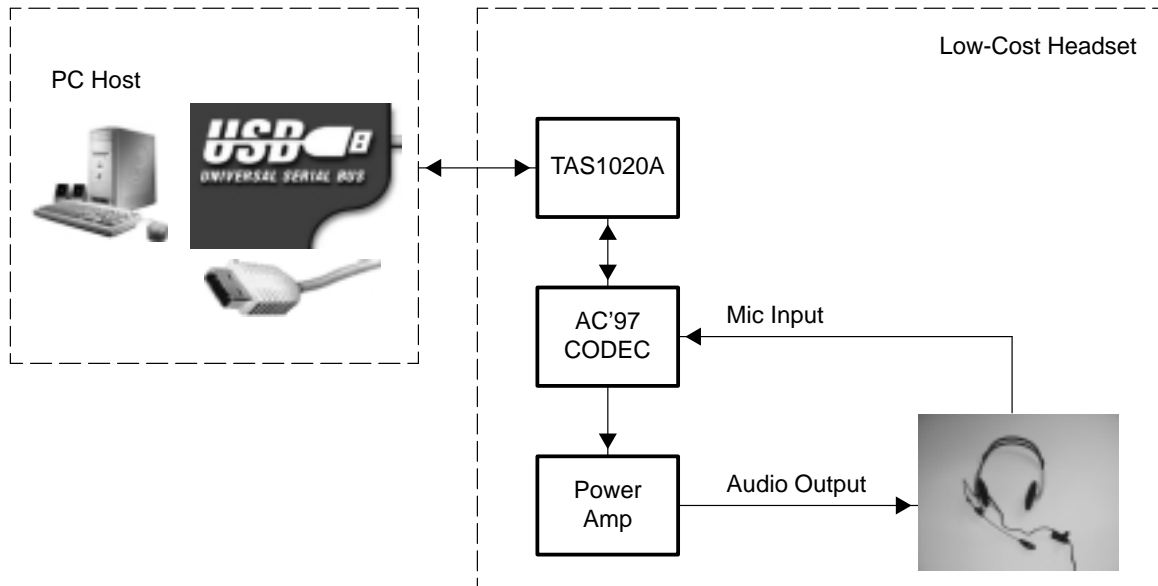 Low-Cost Headset
PC Host
USB
UNIVERSAL SERIAL BUS
TAS1020A
AC’97
CODEC
Mic Input
Power
Amp
Audio Output